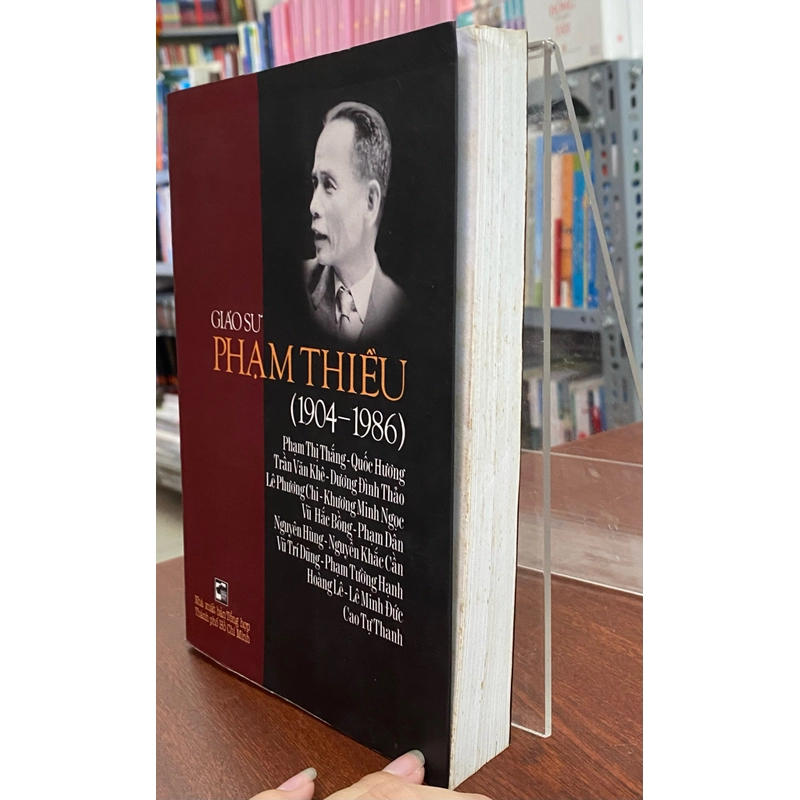 GIÁO SƯ
PHẠM THIỀU
(1904-1986)
Phạm Thị Thắng - Quốc Hương
Trần Văn Khê - Dương Đình Thảo
Lê Phương Chi - Khương Minh Ngọc
Vũ Hắc Bồng - Phạm Dân
Nguyên Hùng - Nguyễn Khắc Cần
Vũ Trí Dũng - Phạm Tường Hạnh
Hoàng Lê - Lê Minh Đức
Cao Tự Thanh
Nhà xuất bản Tổng hợp
Thành phố Hồ Chí Minh